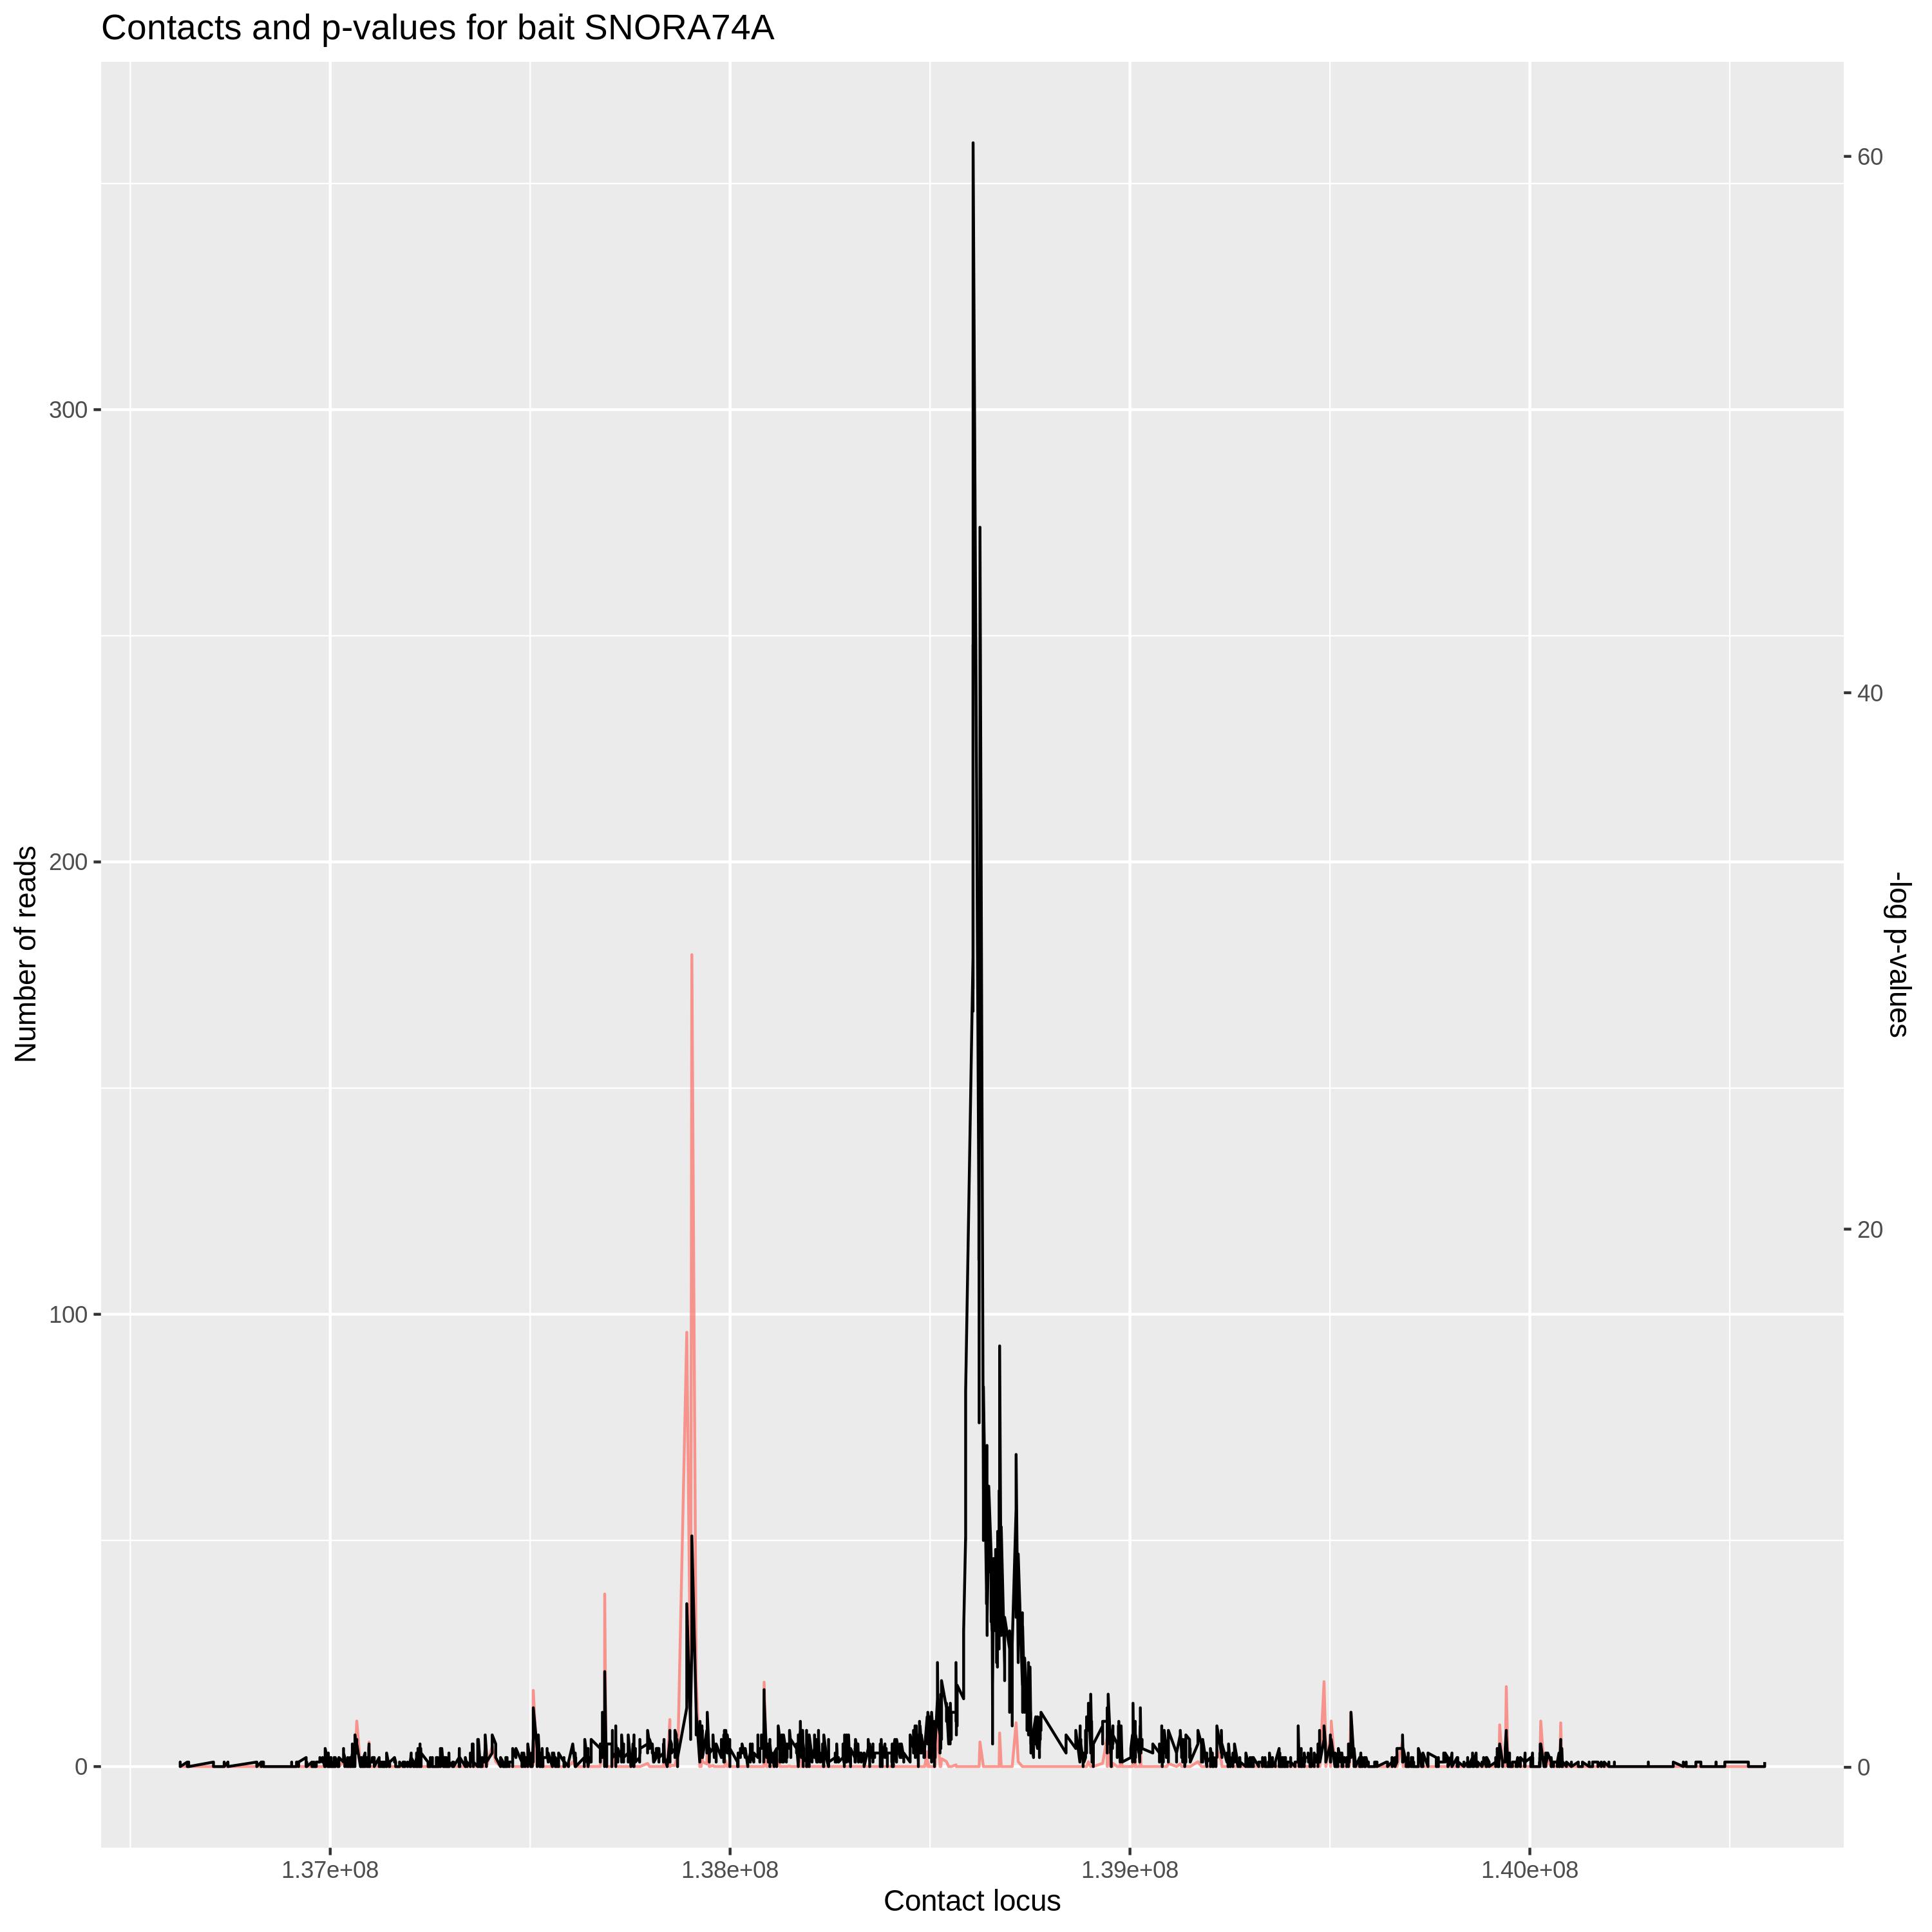 Contacts and p-values for bait SNORA74A
Number of reads
300
200
100
0
60
40
20
0
-log p-values
1.37e+08
1.38e+08
1.39e+08
1.40e+08
Contact locus